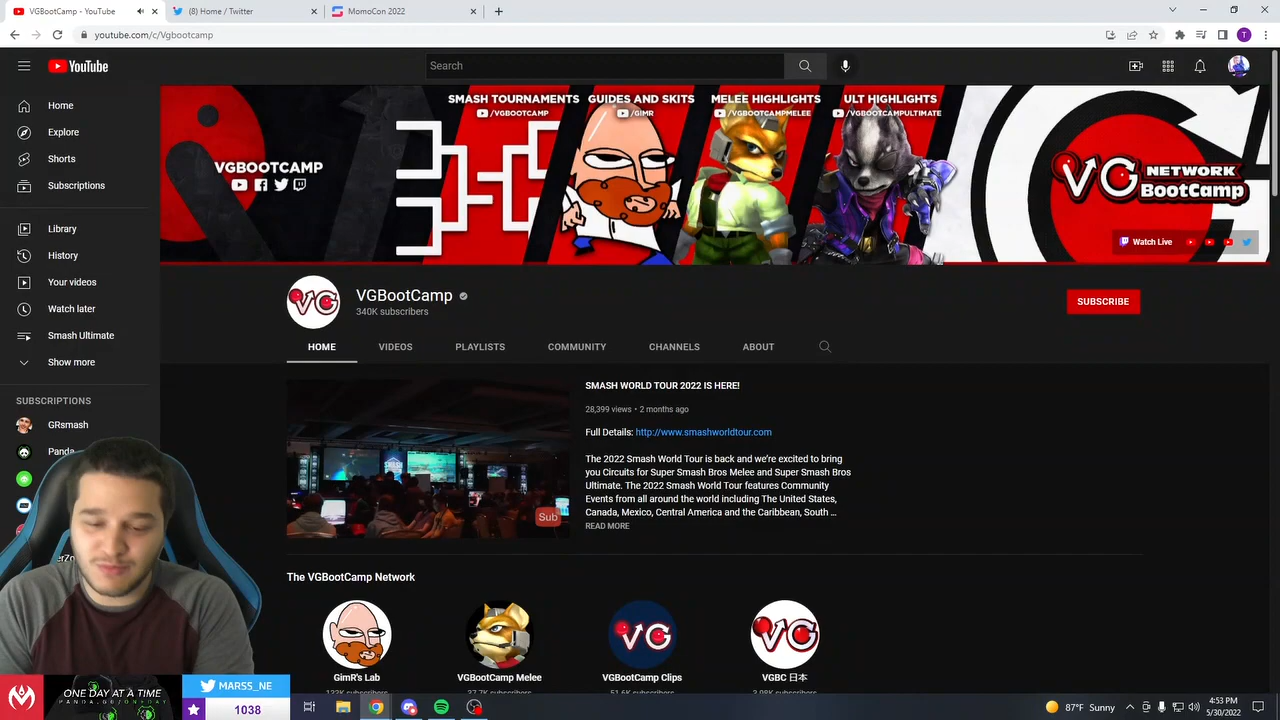 VGBootCamp - YouTube
(8) Home / Twitter
MomoCon 2022
youtube.com/c/Vgbootcamp
T
YouTube
Search
Home
Explore
Shorts
Subscriptions
Library
History
Your videos
Watch later
Smash Ultimate
Show more
SUBSCRIPTIONS
GRsmash
Panda
SMASH TOURNAMENTS
/VGBOOTCAMP
GUIDES AND SKITS
/GIMR
MELEE HIGHLIGHTS
/VGBOOTCAMPMELEE
ULT HIGHLIGHTS
/VGBOOTCAMPULTIMATE
VGBOOTCAMP
VG NETWORK
BootCamp
Watch Live
VG
VGBootCamp
340K subscribers
SUBSCRIBE
HOME
VIDEOS
PLAYLISTS
COMMUNITY
CHANNELS
ABOUT
Sub
SMASH WORLD TOUR 2022 IS HERE!
28,399 views • 2 months ago
Full Details: http://www.smashworldtour.com
The 2022 Smash World Tour is back and we're excited to bring
you Circuits for Super Smash Bros Melee and Super Smash Bros
Ultimate. The 2022 Smash World Tour features Community
Events from all around the world including The United States,
Canada, Mexico, Central America and the Caribbean, South ...
READ MORE
The VGBootCamp Network
VG
VG
GimR's Lab
VGBootCamp Melee
VGBootCamp Clips
VGBC 日本
ONE DAY AT A TIME
PANDA.GG/ONEDAY
MARSS_NE
1038
87°F Sunny
4:53 PM
5/30/2022